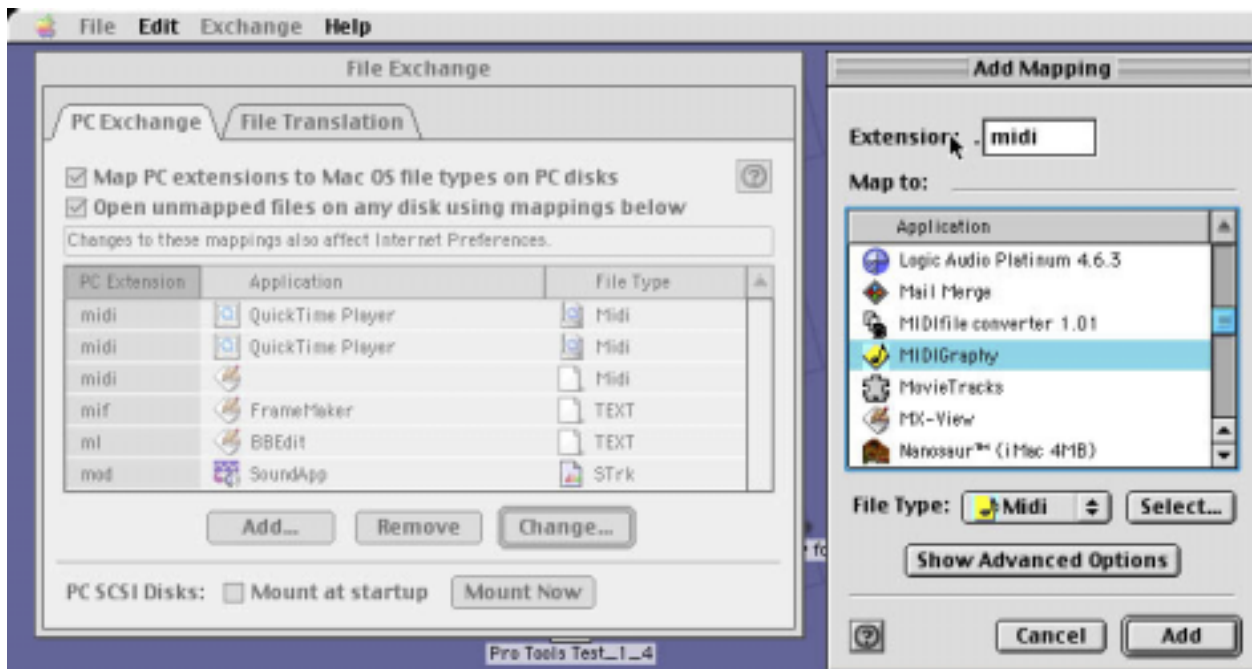 File Edit Exchange Help
File Exchange
PC Exchange File Translation
Map PC extensions to Mac OS file types on PC disks
Open unmapped files on any disk using mappings below
Changes to these mappings also affect Internet Preferences.
PC Extension Application File Type
midi QuickTime Player Midi
midi QuickTime Player Midi
midi Midi
mif FrameMaker TEXT
ml BBEdit TEXT
mod SoundApp STrk
Add... Remove Change...
PC SCSI Disks: Mount at startup Mount Now
Pro Tools Test_1_4
Add Mapping
Extension: . midi
Map to:
Application
Logic Audio Platinum 4.6.3
Mail Merge
MIDIfile converter 1.01
MIDIGraphy
MovieTracks
MX-View
Nanosaur™ (iMac 4MB)
File Type: Midi Select...
Show Advanced Options
Cancel Add